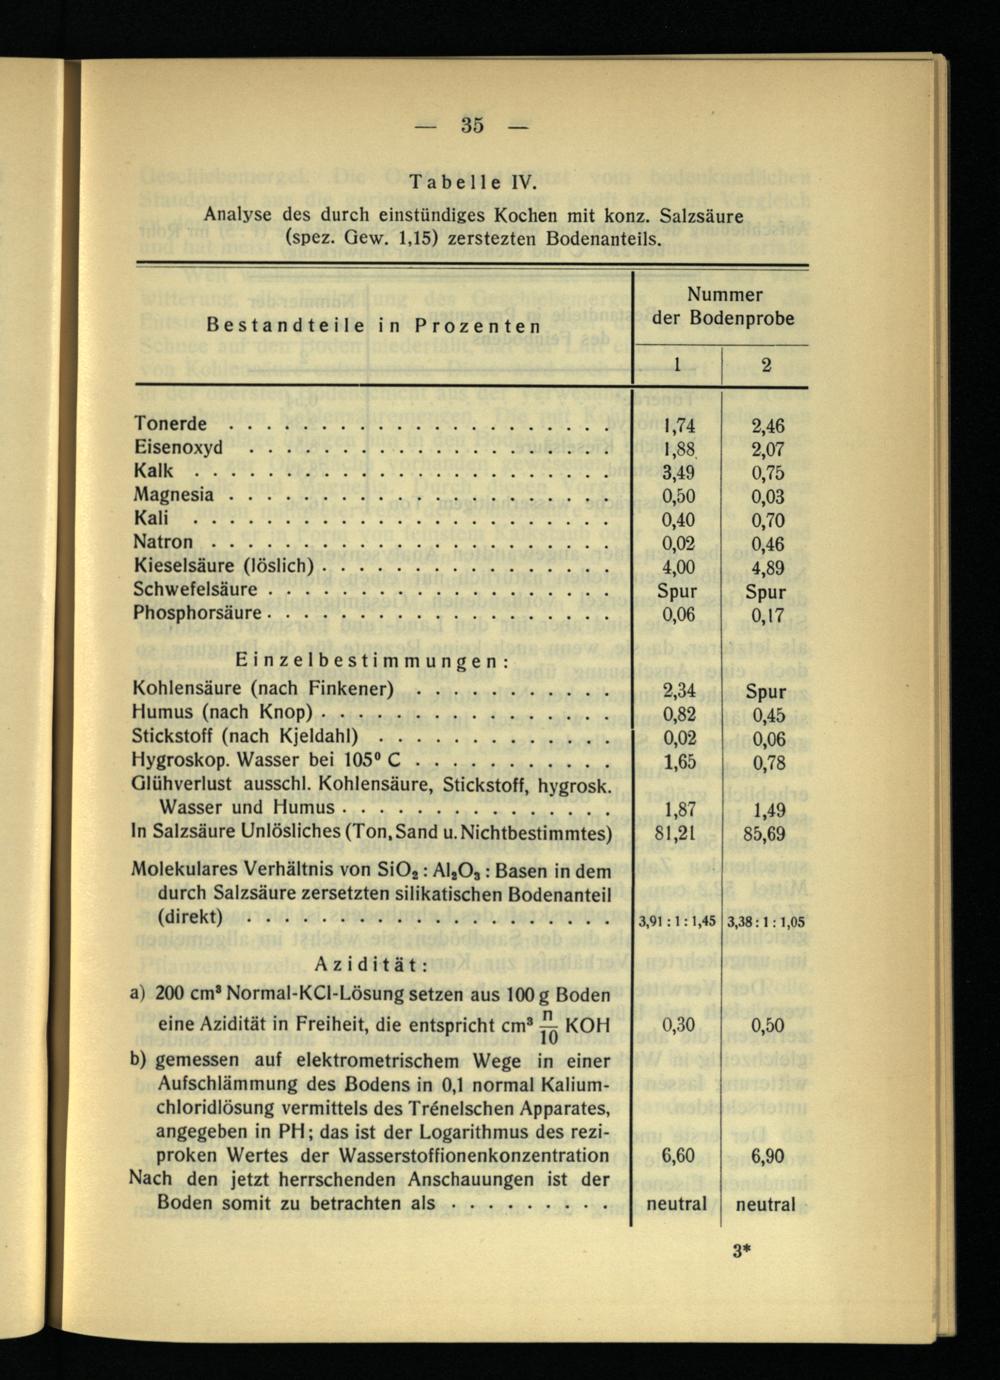 — 35 —
Tabelle IV.
Analyse des durch einstündiges Kochen mit konz. Salzsäure
(spez. Gew. 1,15) zerstezten Bodenanteils.
Bestandteile in Prozenten
Nummer
der Bodenprobe
1 2
Tonerde . . . . . . . . . . . . . . . . . . . . . 1,74 2,46
Eisenoxyd . . . . . . . . . . . . . . . . . . . . 1,88 2,07
Kalk . . . . . . . . . . . . . . . . . . . . . . . 3,49 0,75
Magnesia . . . . . . . . . . . . . . . . . . . . . 0,50 0,03
Kali . . . . . . . . . . . . . . . . . . . . . . . 0,40 0,70
Natron . . . . . . . . . . . . . . . . . . . . . . 0,02 0,46
Kieselsäure (löslich) . . . . . . . . . . . . . . . . 4,00 4,89
Schwefelsäure . . . . . . . . . . . . . . . . . . . Spur Spur
Phosphorsäure . . . . . . . . . . . . . . . . . . . 0,06 0,17
Einzelbestimmungen:
Kohlensäure (nach Finkener) . . . . . . . . . . . 2,34 Spur
Humus (nach Knop) . . . . . . . . . . . . . . . . 0,82 0,45
Stickstoff (nach Kjeldahl) . . . . . . . . . . . . . 0,02 0,06
Hygroskop. Wasser bei 105⁰ C . . . . . . . . . . . 1,65 0,78
Glühverlust ausschl. Kohlensäure, Stickstoff, hygrosk.
Wasser und Humus . . . . . . . . . . . . . . . 1,87 1,49
In Salzsäure Unlösliches (Ton, Sand u. Nichtbestimmtes) 81,21 85,69
Molekulares Verhältnis von SiO₂ : Al₂O₃ : Basen in dem
durch Salzsäure zersetzten silikatischen Bodenanteil
(direkt) . . . . . . . . . . . . . . . . . . . . 3,91 : 1 : 1,45 3,38 : 1 : 1,05
Azidität:
a) 200 cm³ Normal-KCl-Lösung setzen aus 100 g Boden
eine Azidität in Freiheit, die entspricht cm³ n/10 KOH 0,30 0,50
b) gemessen auf elektrometrischem Wege in einer
Aufschlämmung des Bodens in 0,1 normal Kalium-
chloridlösung vermittels des Trénelschen Apparates,
angegeben in PH; das ist der Logarithmus des rezi-
proken Wertes der Wasserstoffionenkonzentration 6,60 6,90
Nach den jetzt herrschenden Anschauungen ist der
Boden somit zu betrachten als . . . . . . . . . neutral neutral
3*